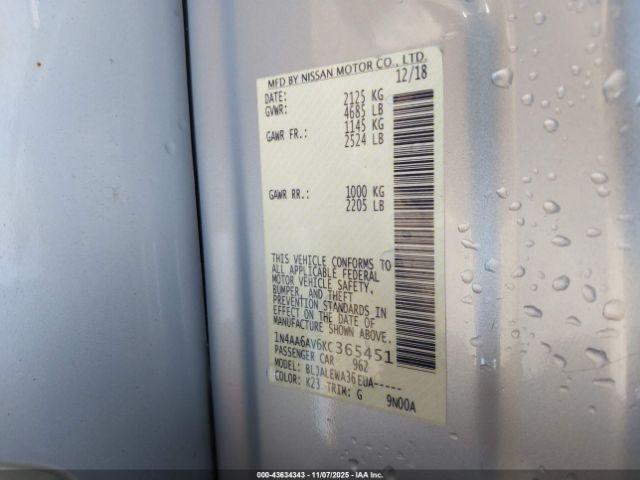 MFD BY NISSAN MOTOR CO., LTD.
DATE: 12/18
GVWR: 2125 KG
4685 LB
GAWR FR.: 1145 KG
2524 LB
GAWR RR.: 1000 KG
2205 LB
THIS VEHICLE CONFORMS TO
ALL APPLICABLE FEDERAL
MOTOR VEHICLE SAFETY,
BUMPER, AND THEFT
PREVENTION STANDARDS IN
EFFECT ON THE DATE OF
MANUFACTURE SHOWN ABOVE.
1N4AA6AV6KC365451
PASSENGER CAR 962
MODEL: BLJALEWA36EUA-----
COLOR: K23 TRIM: G 9N00A
000-43634343 - 11/07/2025 - IAA Inc.